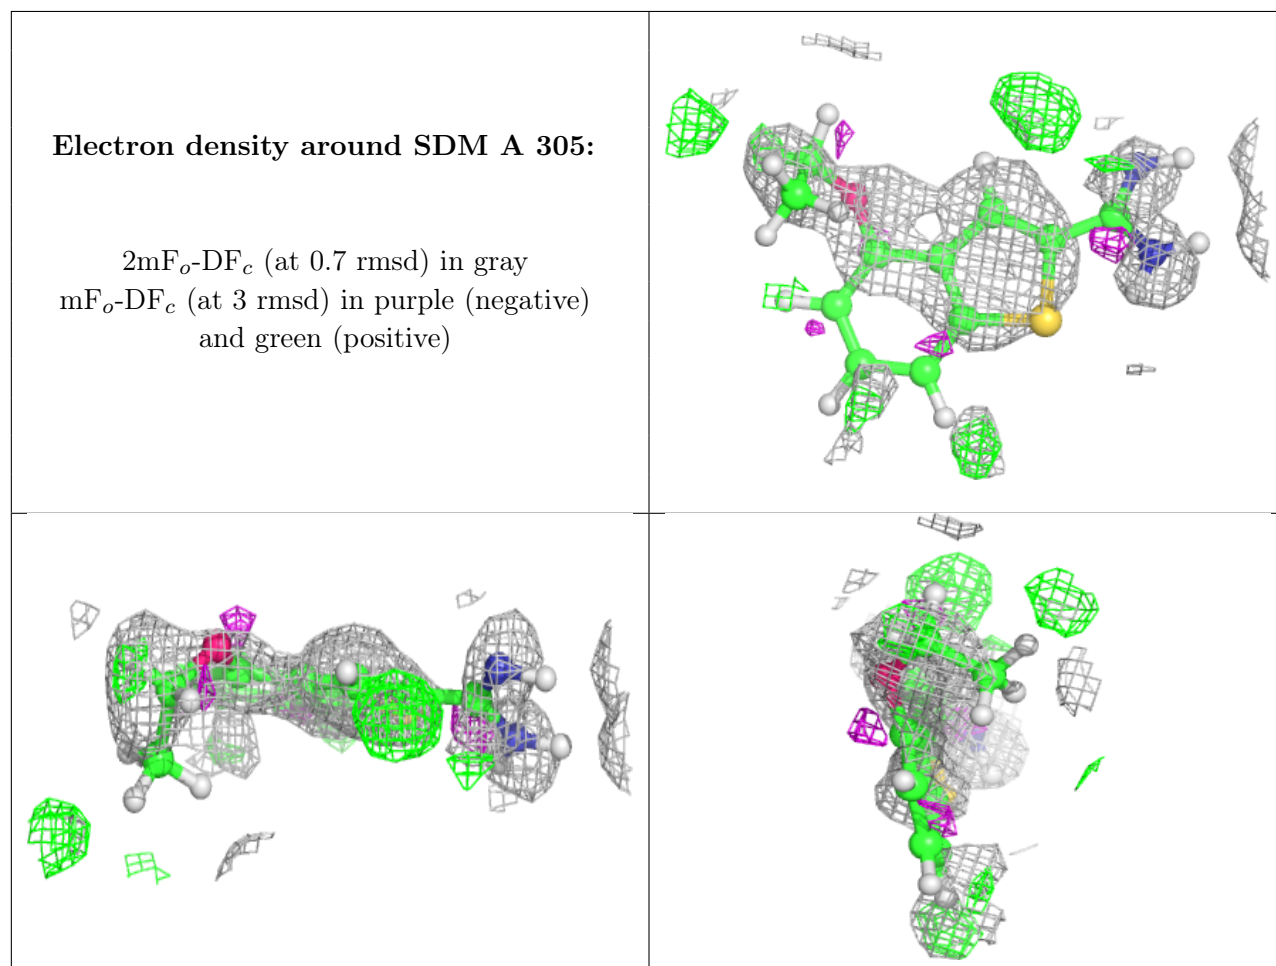 Electron density around SDM A 305:
2mFo-DFc (at 0.7 rmsd) in gray
mFo-DFc (at 3 rmsd) in purple (negative)
and green (positive)